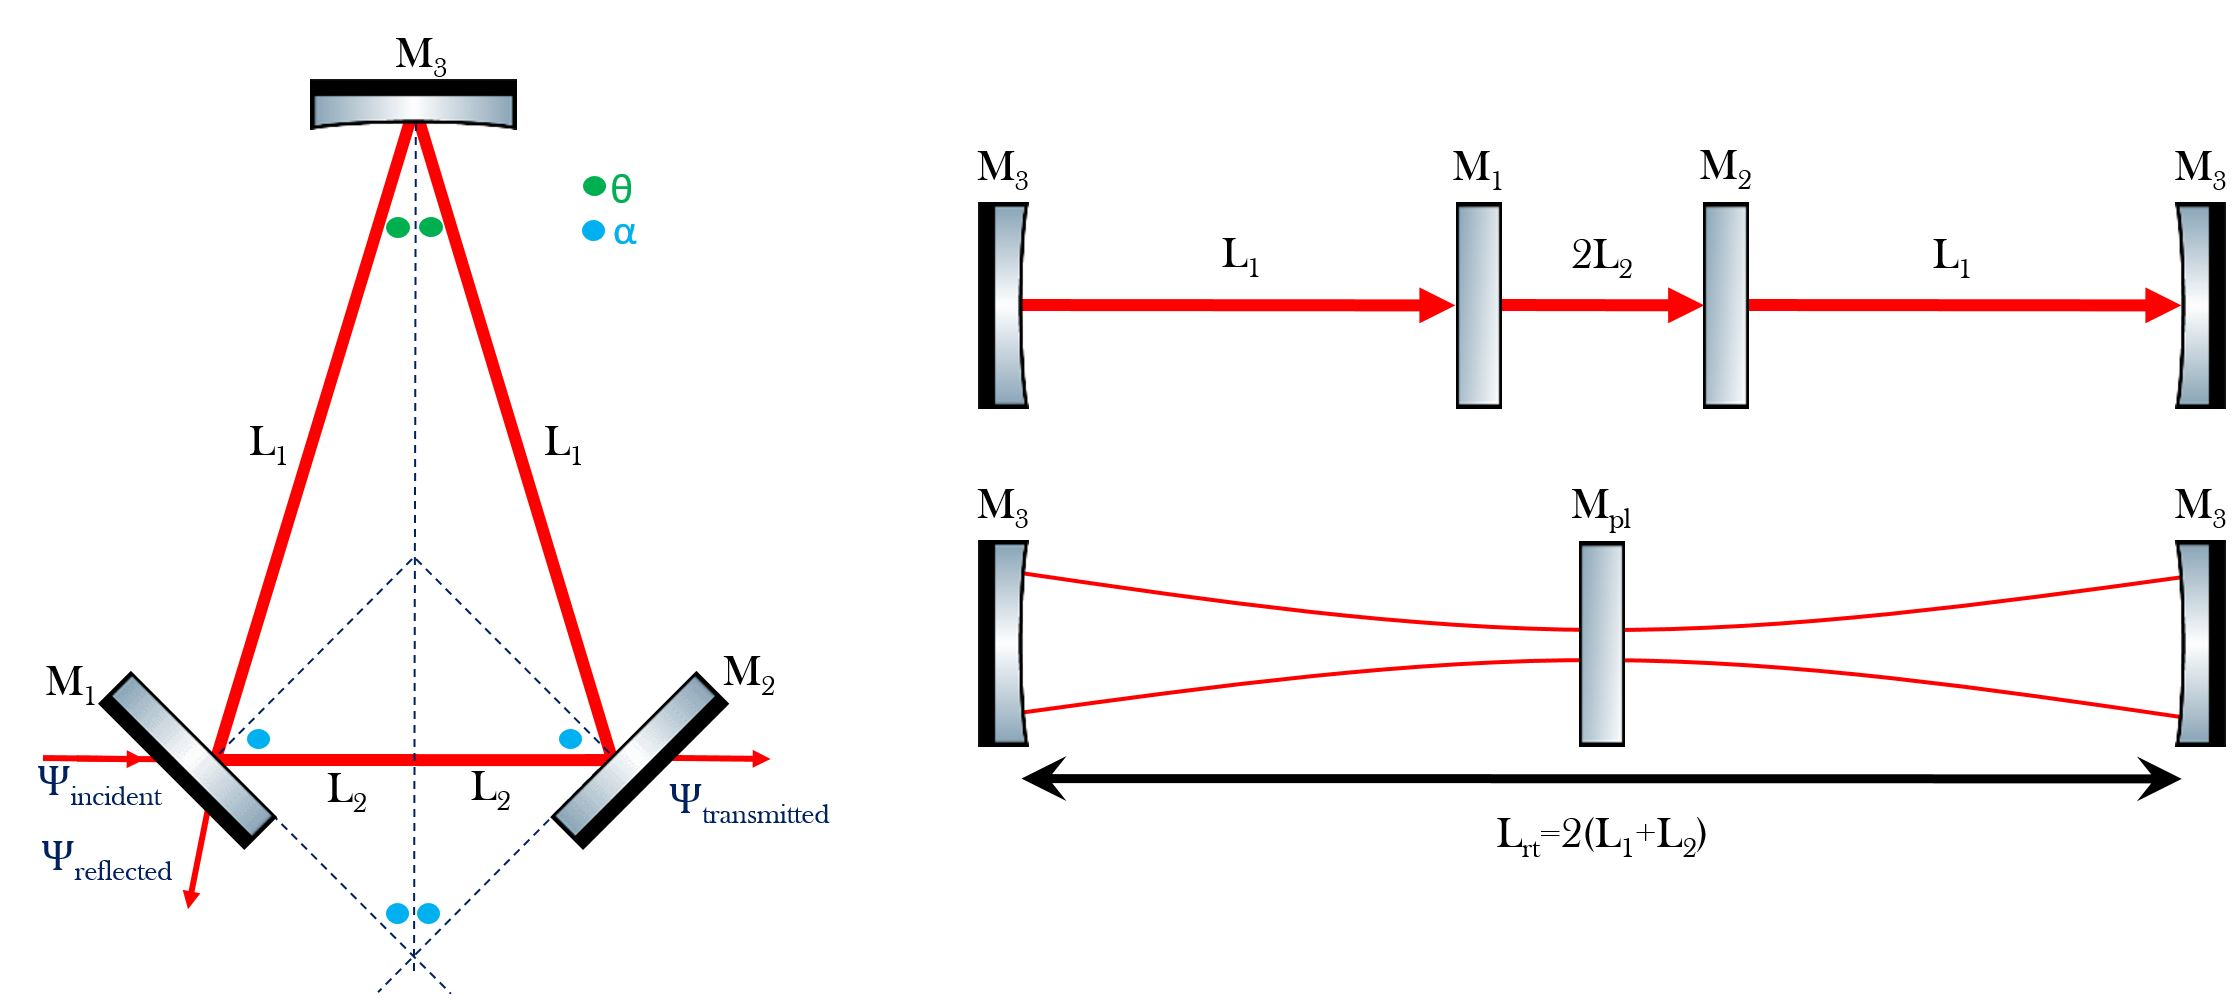 M₃
θ
α
L₁
L₁
M₁
M₂
L₂
L₂
Ψincident
Ψtransmitted
Ψreflected
M₃
M₁
M₂
M₃
L₁
2L₂
L₁
M₃
Mpl
M₃
Lrt=2(L₁+L₂)